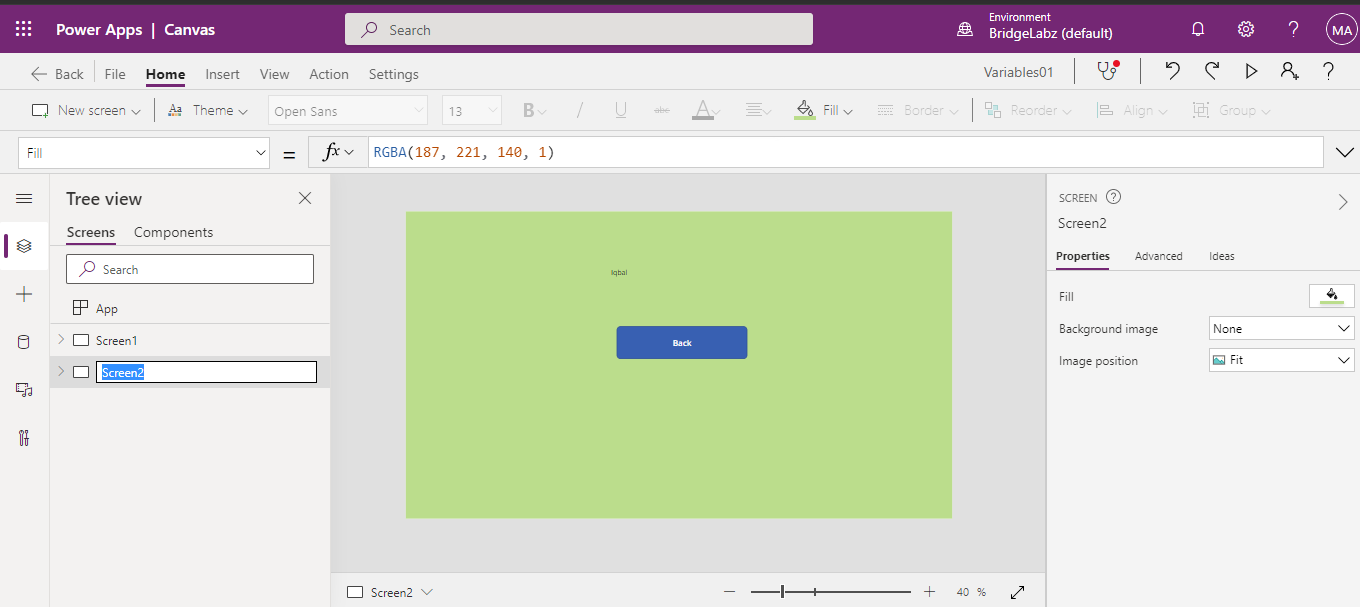 Power Apps | Canvas
Search
Environment
BridgeLabz (default)
MA
Back
File
Home
Insert
View
Action
Settings
Variables01
New screen
Theme
Open Sans
13
B
/
U
abc
A
Fill
Border
Reorder
Align
Group
Fill
=
fx
RGBA(187, 221, 140, 1)
Tree view
Screens
Components
Search
App
Screen1
Screen2
Iqbal
Back
SCREEN
Screen2
Properties
Advanced
Ideas
Fill
Background image
None
Image position
Fit
Screen2
40 %